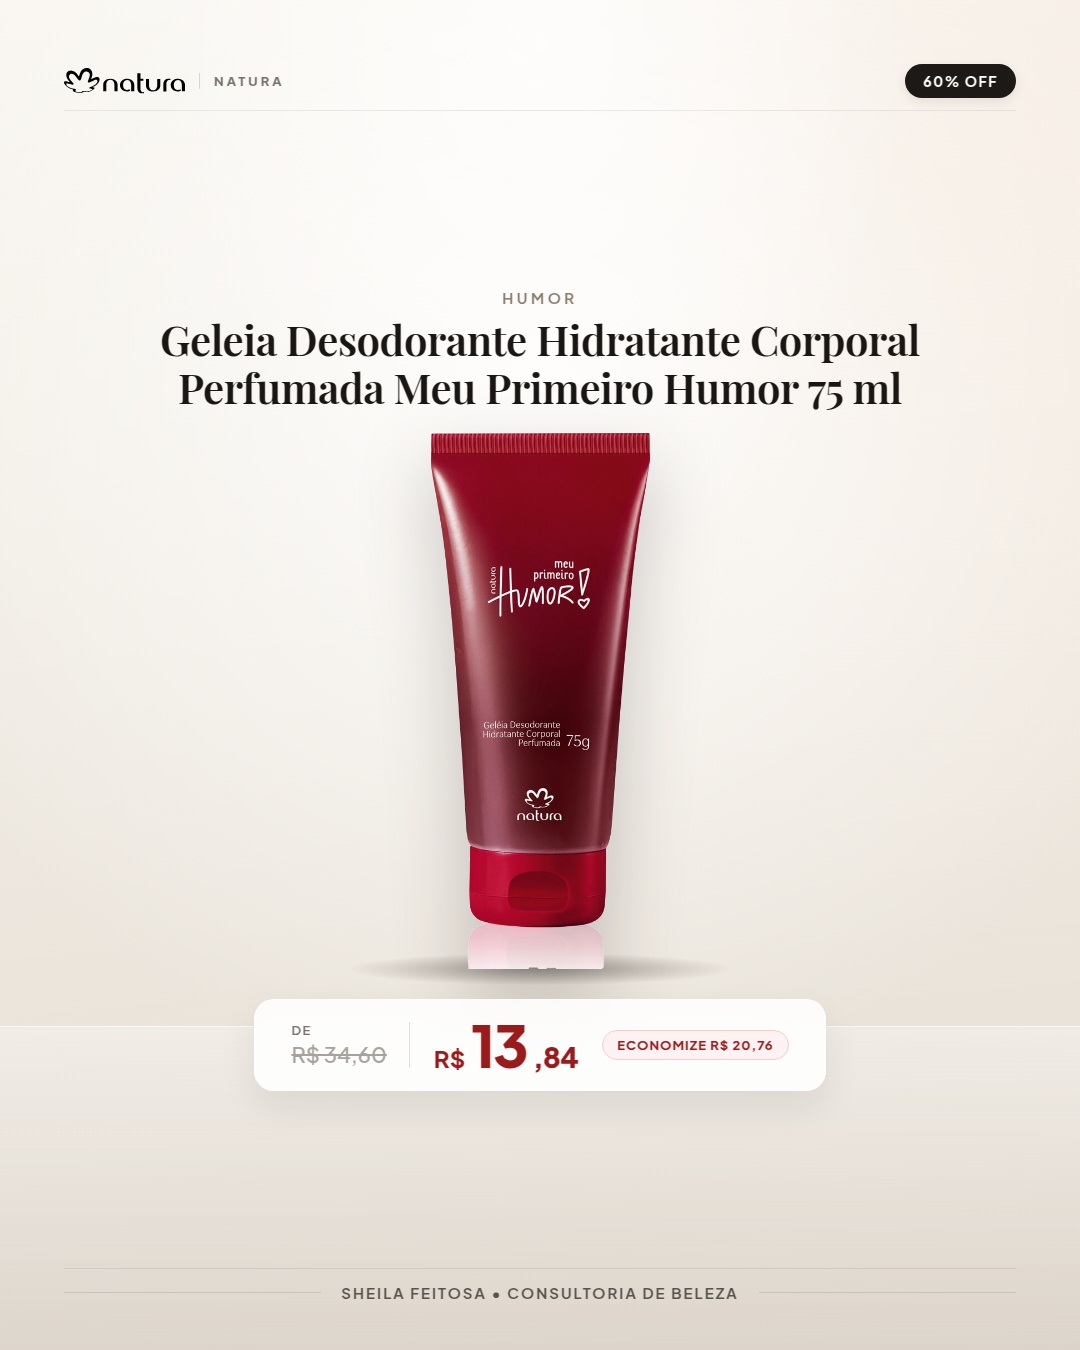 natura
NATURA
60% OFF
HUMOR
Geleia Desodorante Hidratante Corporal
Perfumada Meu Primeiro Humor 75 ml
meu
primeiro
natura
HUMOR!
Geléia Desodorante
Hidratante Corporal
Perfumada 75g
natura
DE
R$ 34,60
R$ 13,84
ECONOMIZE R$ 20,76
SHEILA FEITOSA • CONSULTORIA DE BELEZA